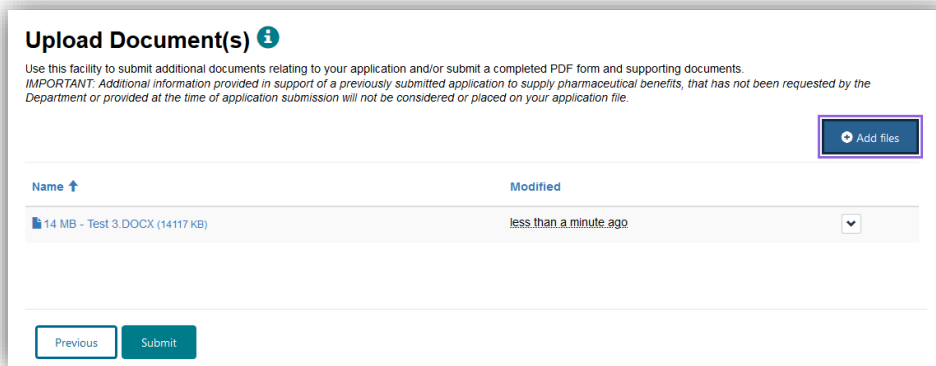 Upload Document(s)
Use this facility to submit additional documents relating to your application and/or submit a completed PDF form and supporting documents.
IMPORTANT: Additional information provided in support of a previously submitted application to supply pharmaceutical benefits, that has not been requested by the
Department or provided at the time of application submission will not be considered or placed on your application file.
Add files
Name Modified
14 MB - Test 3.DOCX (14117 KB) less than a minute ago
Previous Submit